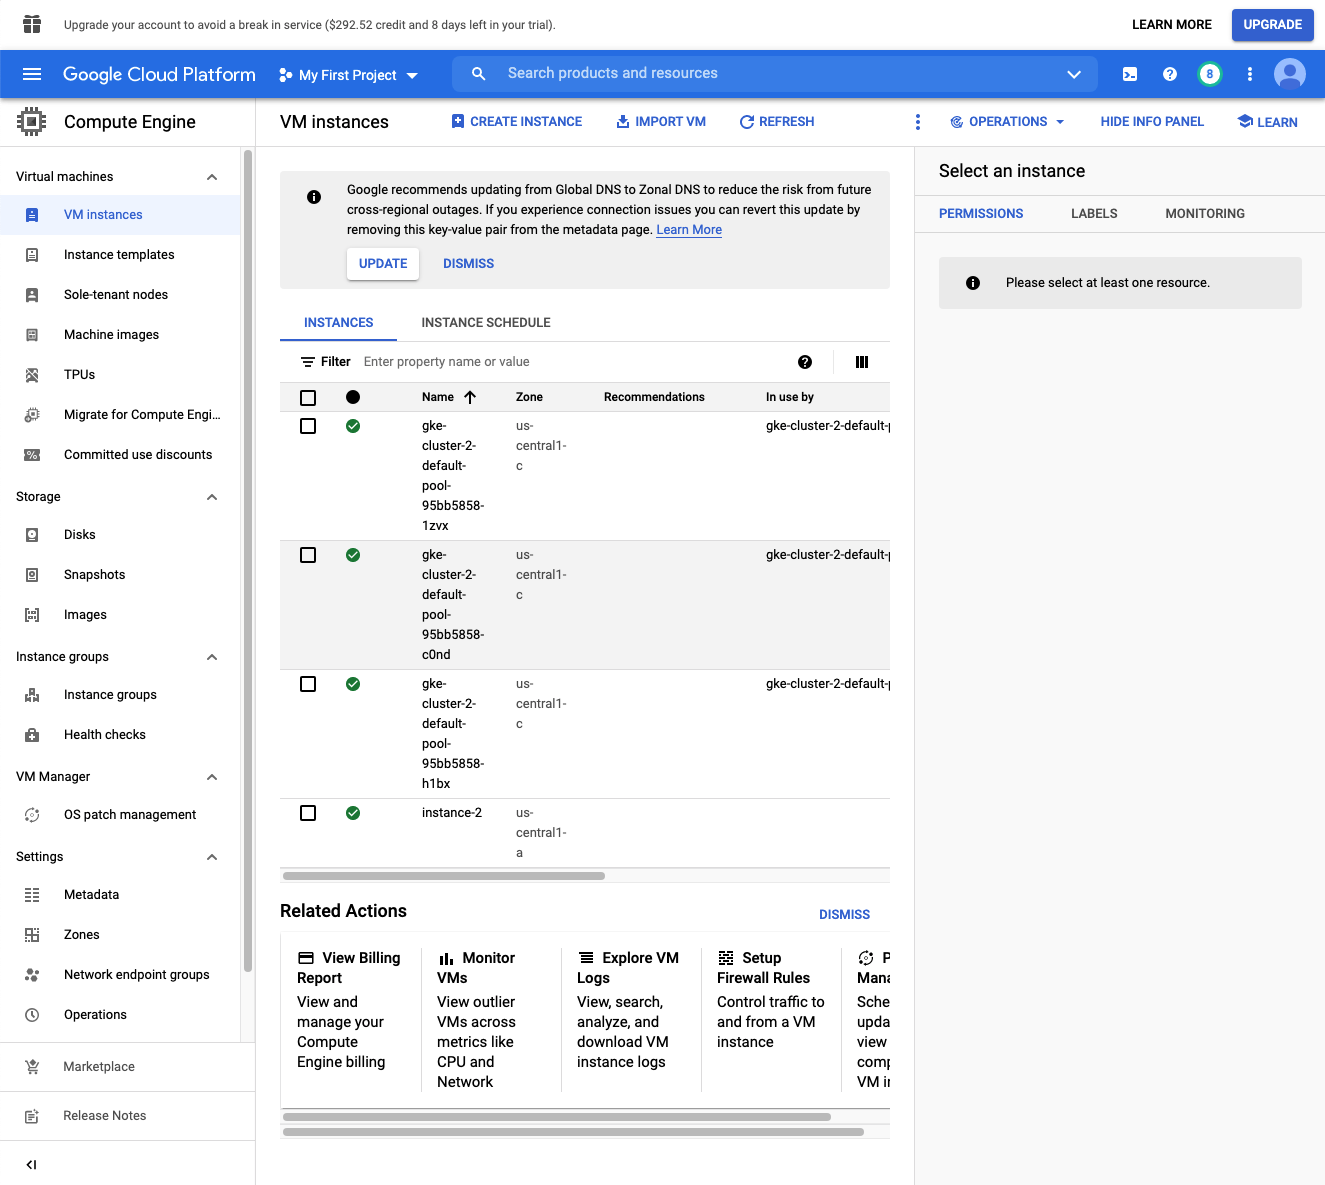 Upgrade your account to avoid a break in service ($292.52 credit and 8 days left in your trial).
LEARN MORE
UPGRADE
Google Cloud Platform
My First Project
Search products and resources
8
Compute Engine
VM instances
CREATE INSTANCE
IMPORT VM
REFRESH
OPERATIONS
HIDE INFO PANEL
LEARN
Virtual machines
VM instances
Instance templates
Sole-tenant nodes
Machine images
TPUs
Migrate for Compute Engi...
Committed use discounts
Storage
Disks
Snapshots
Images
Instance groups
Instance groups
Health checks
VM Manager
OS patch management
Settings
Metadata
Zones
Network endpoint groups
Operations
Marketplace
Release Notes
Google recommends updating from Global DNS to Zonal DNS to reduce the risk from future
cross-regional outages. If you experience connection issues you can revert this update by
removing this key-value pair from the metadata page. Learn More
UPDATE
DISMISS
INSTANCES
INSTANCE SCHEDULE
Filter
Enter property name or value
Name
Zone
Recommendations
In use by
gke-
cluster-2-
default-
pool-
95bb5858-
1zvx
us-
central1-
c
gke-cluster-2-default-p
gke-
cluster-2-
default-
pool-
95bb5858-
c0nd
us-
central1-
c
gke-cluster-2-default-p
gke-
cluster-2-
default-
pool-
95bb5858-
h1bx
us-
central1-
c
gke-cluster-2-default-p
instance-2
us-
central1-
a
Related Actions
DISMISS
View Billing
Report
View and
manage your
Compute
Engine billing
Monitor
VMs
View outlier
VMs across
metrics like
CPU and
Network
Explore VM
Logs
View, search,
analyze, and
download VM
instance logs
Setup
Firewall Rules
Control traffic to
and from a VM
instance
P
Mana
Sche
upda
view
comp
VM in
Select an instance
PERMISSIONS
LABELS
MONITORING
Please select at least one resource.